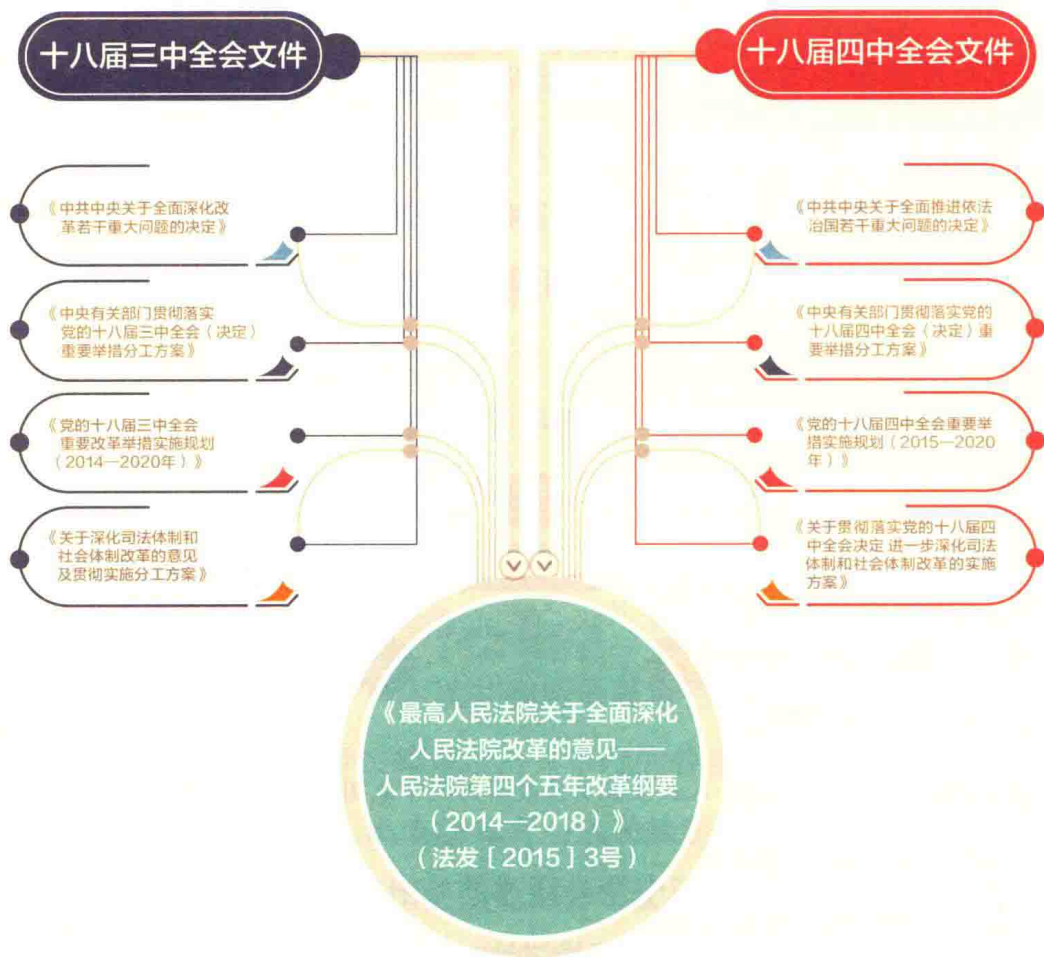 十八届三中全会文件
《中共中央关于全面深化改
革若干重大问题的决定》
《中央有关部门贯彻落实
党的十八届三中全会（决定）
重要举措分工方案》
《党的十八届三中全会
重要改革举措实施规划
（2014—2020年）》
《关于深化司法体制和
社会体制改革的意见
及贯彻实施分工方案》
十八届四中全会文件
《中共中央关于全面推进依法
治国若干重大问题的决定》
《中央有关部门贯彻落实党的
十八届四中全会（决定）重
要举措分工方案》
《党的十八届四中全会重要举
措实施规划（2015—2020
年）》
《关于贯彻落实党的十八届四
中全会决定 进一步深化司法
体制和社会体制改革的实施
方案》
《最高人民法院关于全面深化
人民法院改革的意见——
人民法院第四个五年改革纲要
（2014—2018）》
（法发［2015］3号）